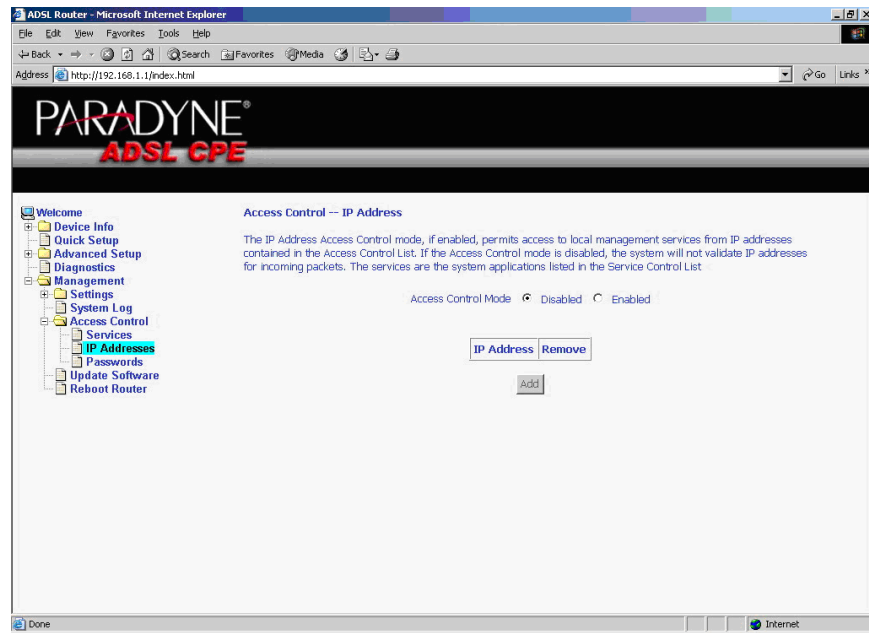 ADSL Router - Microsoft Internet Explorer
File Edit View Favorites Tools Help
Back Search Favorites Media
Address http://192.168.1.1/index.html Go Links »
PARADYNE®
ADSL CPE
Welcome
Device Info
Quick Setup
Advanced Setup
Diagnostics
Management
Settings
System Log
Access Control
Services
IP Addresses
Passwords
Update Software
Reboot Router
Access Control -- IP Address
The IP Address Access Control mode, if enabled, permits access to local management services from IP addresses
contained in the Access Control List. If the Access Control mode is disabled, the system will not validate IP addresses
for incoming packets. The services are the system applications listed in the Service Control List
Access Control Mode Disabled Enabled
IP Address Remove
Add
Done Internet